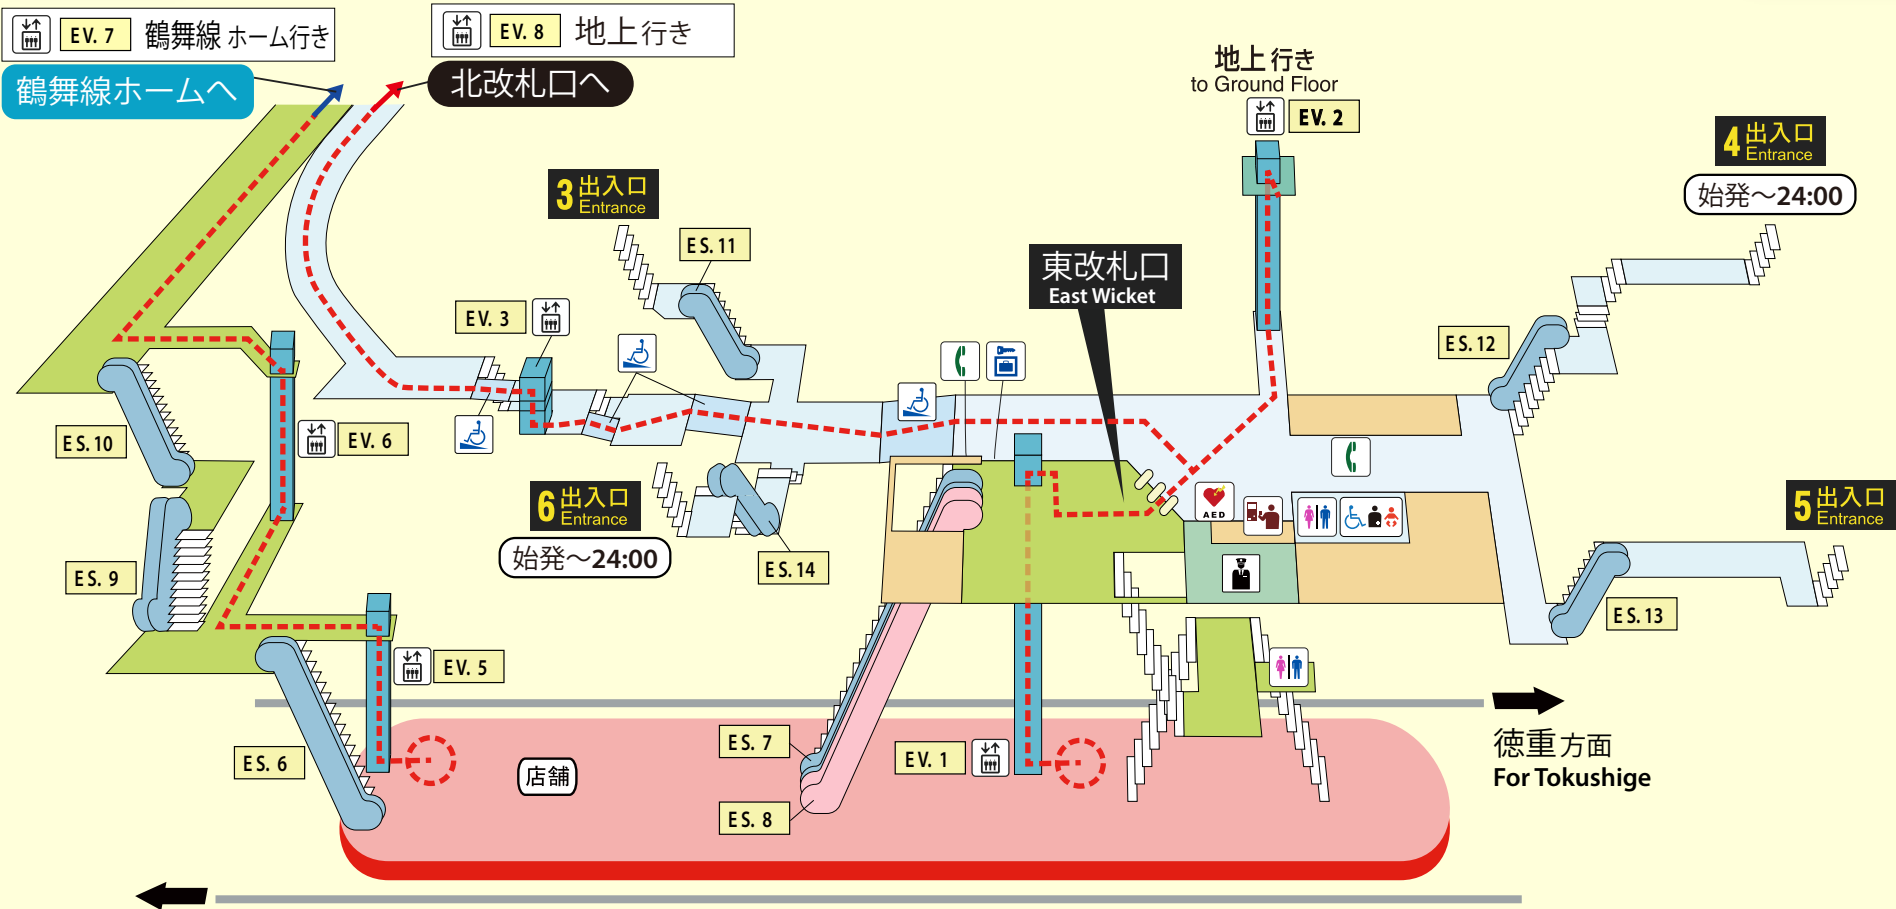 EV. 7 鶴舞線 ホーム行き
EV. 8 地上 行き
鶴舞線ホームへ
北改札口へ
地上 行き
to Ground Floor
EV. 2
4 出入口
Entrance
始発〜24:00
3 出入口
Entrance
ES. 11
東改札口
East Wicket
EV. 3
ES. 12
ES. 10
EV. 6
6 出入口
Entrance
始発〜24:00
AED
5 出入口
Entrance
ES. 14
ES. 9
ES. 13
EV. 5
ES. 7
EV. 1
徳重 方面
For Tokushige
ES. 6
店舗
ES. 8